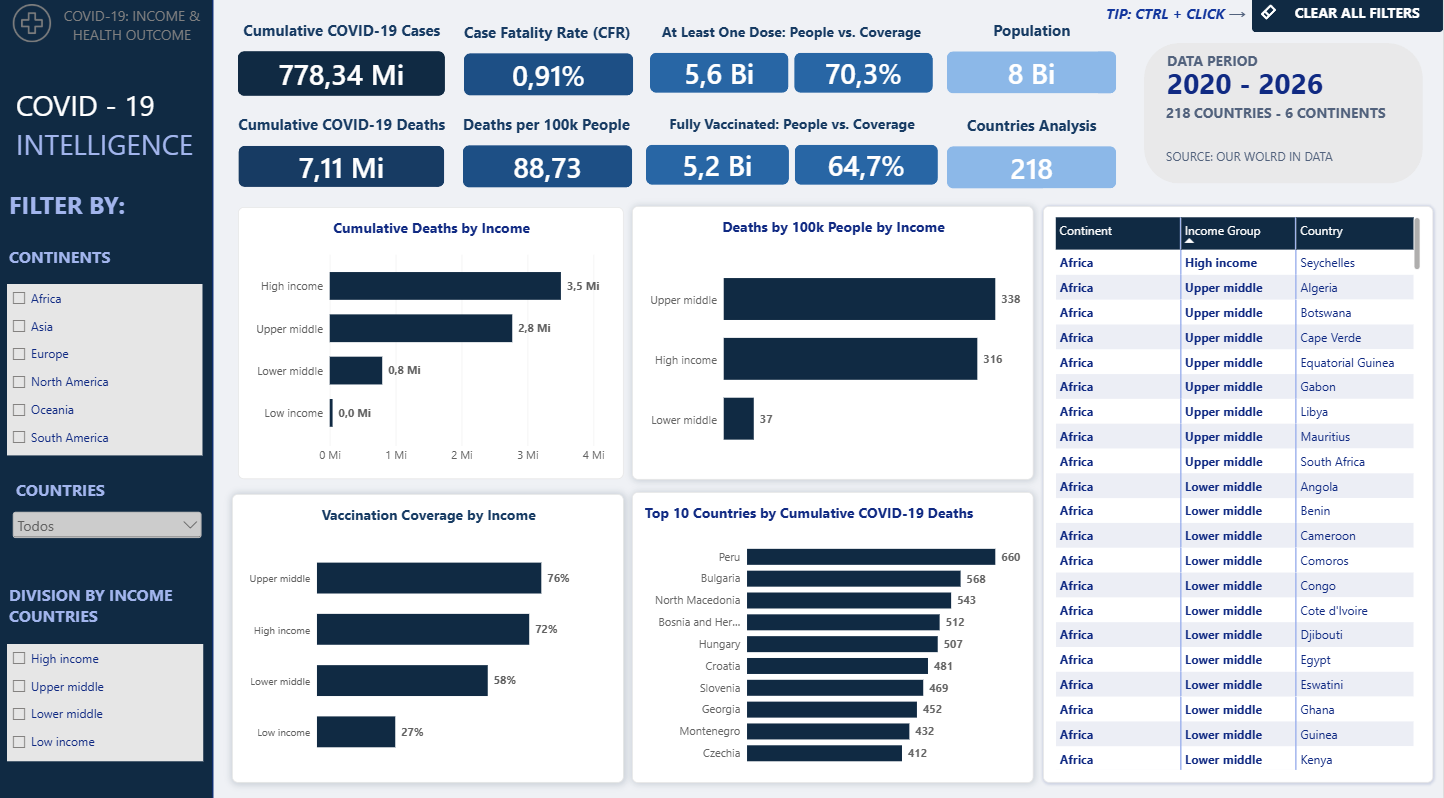 COVID-19: INCOME &
HEALTH OUTCOME
COVID - 19
INTELLIGENCE
FILTER BY:
CONTINENTS
Africa
Asia
Europe
North America
Oceania
South America
COUNTRIES
Todos
DIVISION BY INCOME
COUNTRIES
High income
Upper middle
Lower middle
Low income
TIP: CTRL + CLICK →
CLEAR ALL FILTERS
Cumulative COVID-19 Cases
778,34 Mi
Case Fatality Rate (CFR)
0,91%
At Least One Dose: People vs. Coverage
5,6 Bi 70,3%
Population
8 Bi
Cumulative COVID-19 Deaths
7,11 Mi
Deaths per 100k People
88,73
Fully Vaccinated: People vs. Coverage
5,2 Bi 64,7%
Countries Analysis
218
DATA PERIOD
2020 - 2026
218 COUNTRIES - 6 CONTINENTS
SOURCE: OUR WOLRD IN DATA
Cumulative Deaths by Income
High income 3,5 Mi
Upper middle 2,8 Mi
Lower middle 0,8 Mi
Low income 0,0 Mi
0 Mi 1 Mi 2 Mi 3 Mi 4 Mi
Deaths by 100k People by Income
Upper middle 338
High income 316
Lower middle 37
Vaccination Coverage by Income
Upper middle 76%
High income 72%
Lower middle 58%
Low income 27%
Top 10 Countries by Cumulative COVID-19 Deaths
Peru 660
Bulgaria 568
North Macedonia 543
Bosnia and Her... 512
Hungary 507
Croatia 481
Slovenia 469
Georgia 452
Montenegro 432
Czechia 412
Continent Income Group Country
Africa High income Seychelles
Africa Upper middle Algeria
Africa Upper middle Botswana
Africa Upper middle Cape Verde
Africa Upper middle Equatorial Guinea
Africa Upper middle Gabon
Africa Upper middle Libya
Africa Upper middle Mauritius
Africa Upper middle South Africa
Africa Lower middle Angola
Africa Lower middle Benin
Africa Lower middle Cameroon
Africa Lower middle Comoros
Africa Lower middle Congo
Africa Lower middle Cote d'Ivoire
Africa Lower middle Djibouti
Africa Lower middle Egypt
Africa Lower middle Eswatini
Africa Lower middle Ghana
Africa Lower middle Guinea
Africa Lower middle Kenya